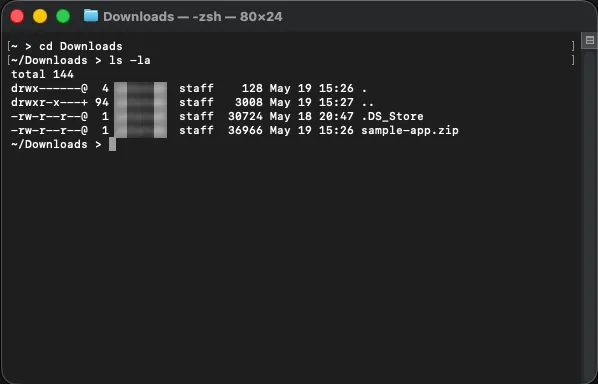 Downloads — -zsh — 80×24
[~ > cd Downloads ]
[~/Downloads > ls -la ]
total 144
drwx------@ 4 staff 128 May 19 15:26 .
drwxr-x---+ 94 staff 3008 May 19 15:27 ..
-rw-r--r--@ 1 staff 30724 May 18 20:47 .DS_Store
-rw-r--r--@ 1 staff 36966 May 19 15:26 sample-app.zip
~/Downloads >